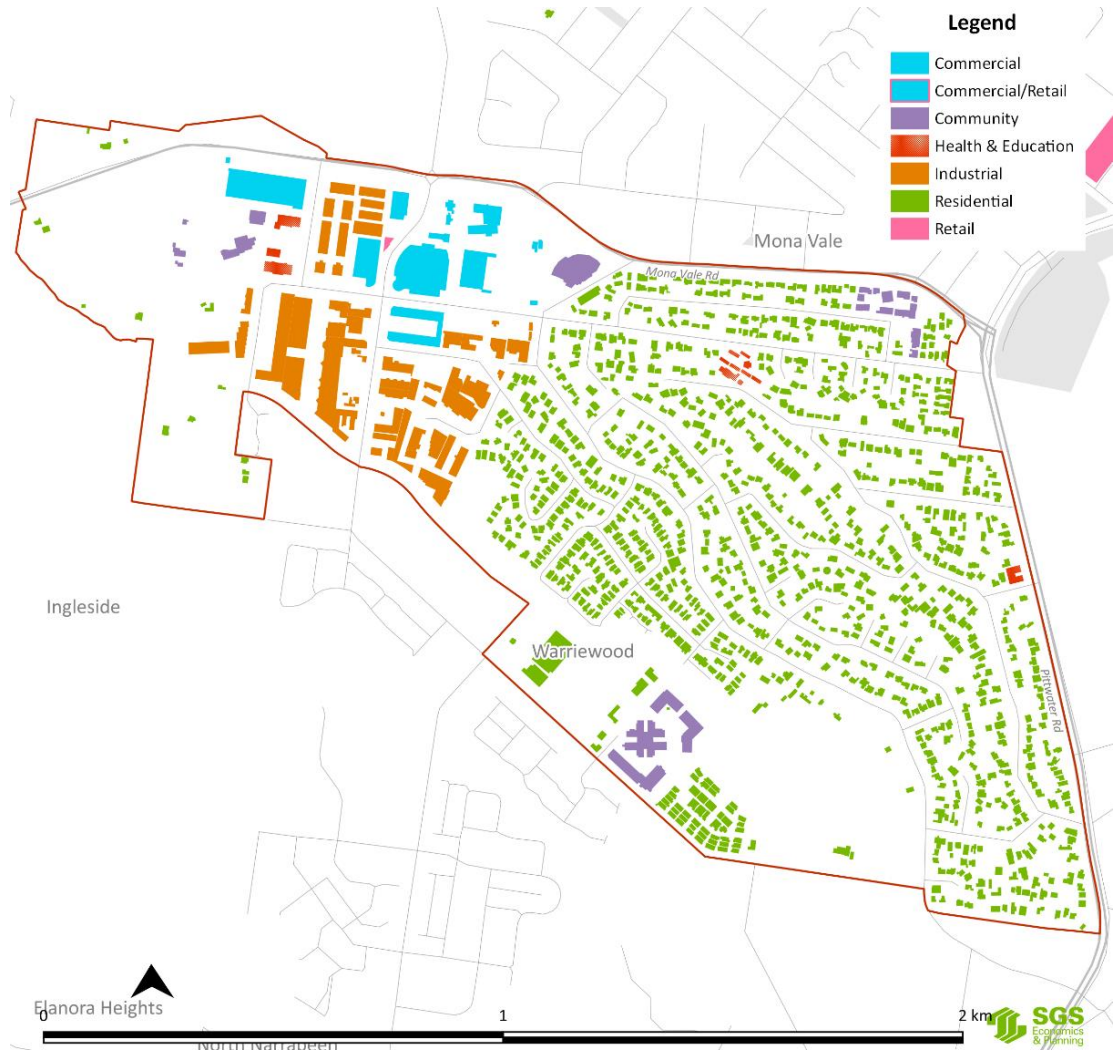 Legend
Commercial
Commercial/Retail
Community
Health & Education
Industrial
Residential
Retail
Mona Vale
Mona Vale Rd
Ingleside
Warriewood
Pittwater Rd
Elanora Heights
0
1
2 km
SGS
Economics
& Planning
North Narrabeen